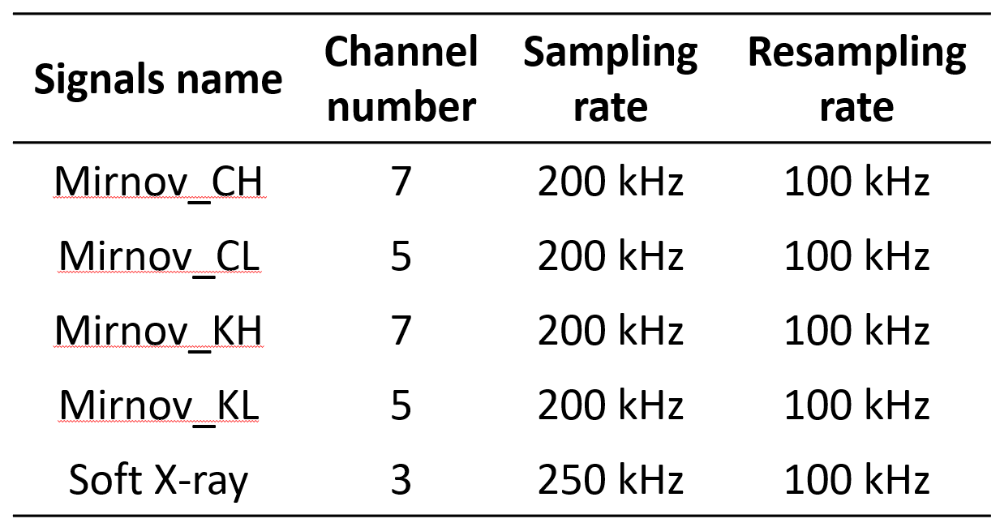 Signals name Channel number Sampling rate Resampling rate
Mirnov_CH 7 200 kHz 100 kHz
Mirnov_CL 5 200 kHz 100 kHz
Mirnov_KH 7 200 kHz 100 kHz
Mirnov_KL 5 200 kHz 100 kHz
Soft X-ray 3 250 kHz 100 kHz